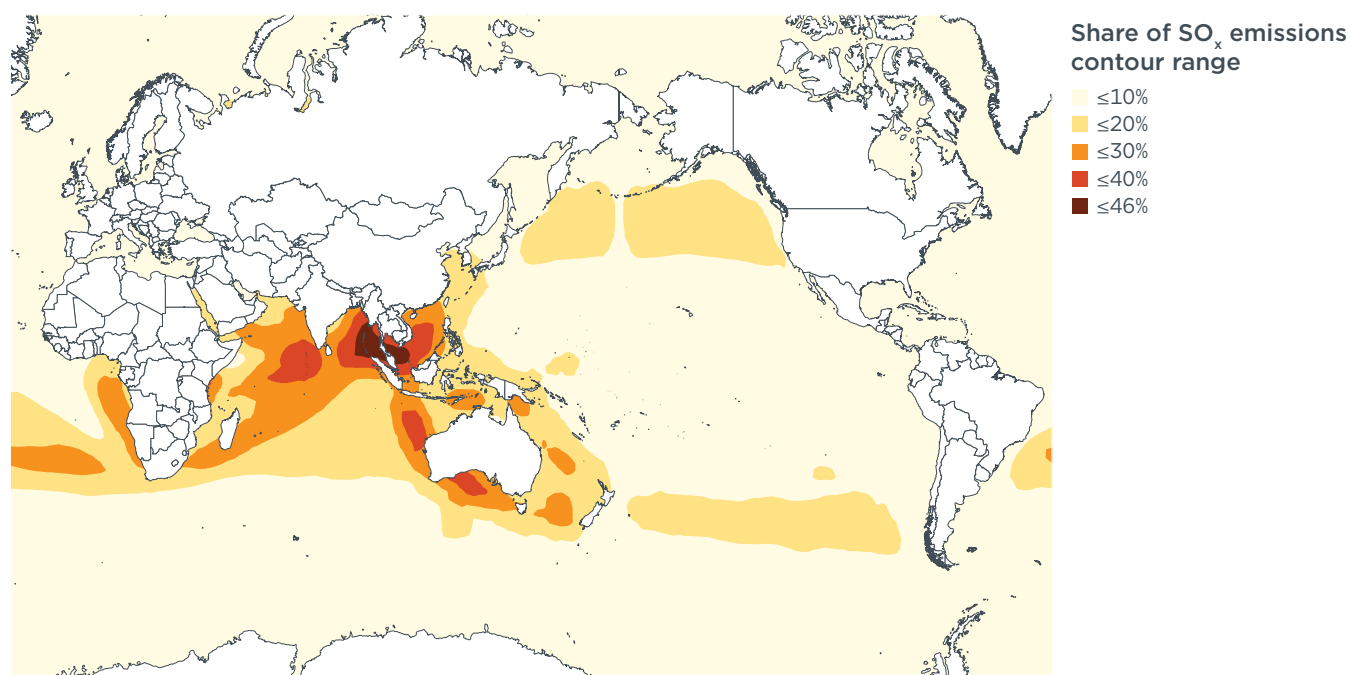 Share of SOx emissions
contour range
≤10%
≤20%
≤30%
≤40%
≤46%